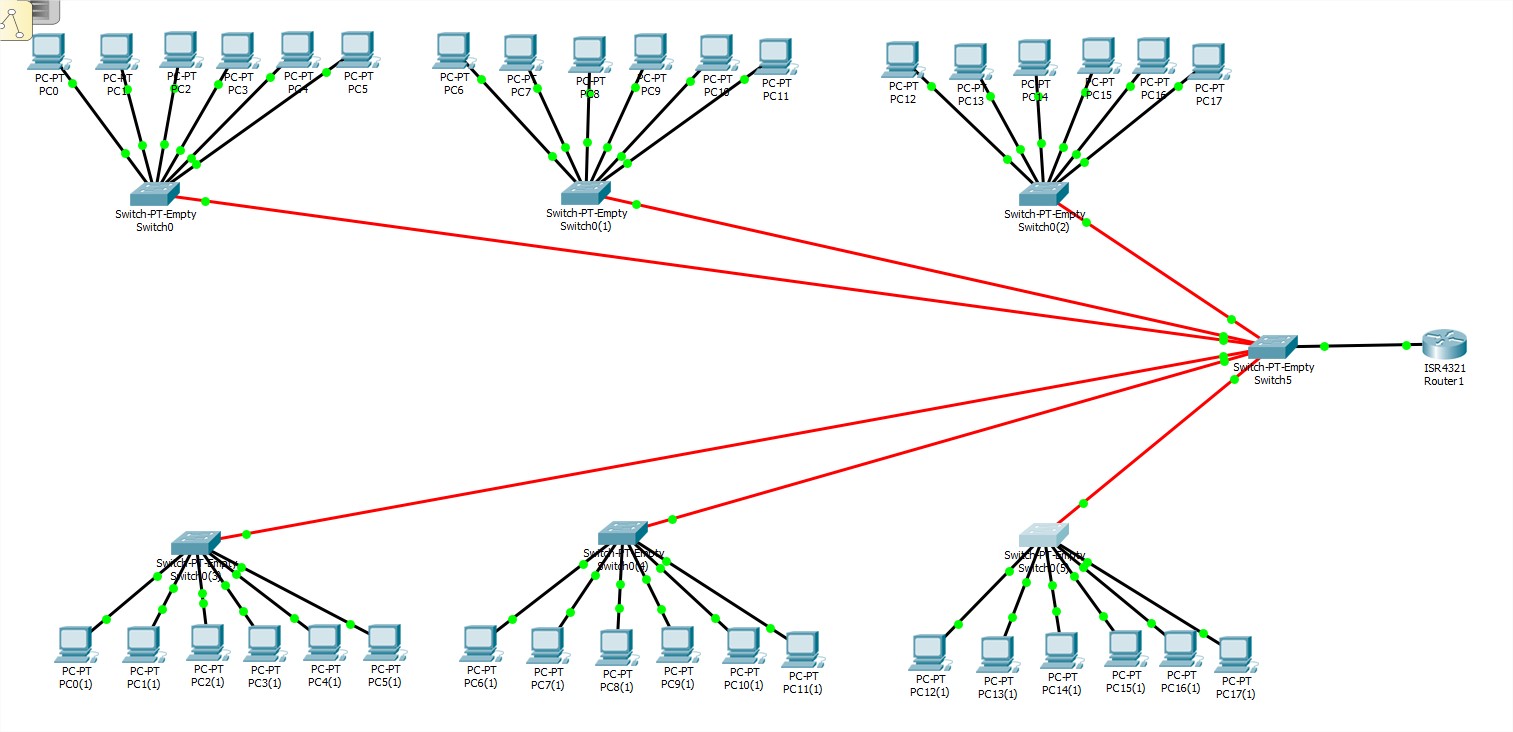 PC-PT
PC0
PC-PT
PC1
PC-PT
PC2
PC-PT
PC3
PC-PT
PC4
PC-PT
PC5
PC-PT
PC6
PC-PT
PC7
PC-PT
PC8
PC-PT
PC9
PC-PT
PC10
PC-PT
PC11
PC-PT
PC12
PC-PT
PC13
PC-PT
PC14
PC-PT
PC15
PC-PT
PC16
PC-PT
PC17
Switch-PT-Empty
Switch0
Switch-PT-Empty
Switch0(1)
Switch-PT-Empty
Switch0(2)
Switch-PT-Empty
Switch5
ISR4321
Router1
Switch-PT-Empty
Switch0(3)
Switch-PT-Empty
Switch0(4)
Switch-PT-Empty
Switch0(5)
PC-PT
PC0(1)
PC-PT
PC1(1)
PC-PT
PC2(1)
PC-PT
PC3(1)
PC-PT
PC4(1)
PC-PT
PC5(1)
PC-PT
PC6(1)
PC-PT
PC7(1)
PC-PT
PC8(1)
PC-PT
PC9(1)
PC-PT
PC10(1)
PC-PT
PC11(1)
PC-PT
PC12(1)
PC-PT
PC13(1)
PC-PT
PC14(1)
PC-PT
PC15(1)
PC-PT
PC16(1)
PC-PT
PC17(1)